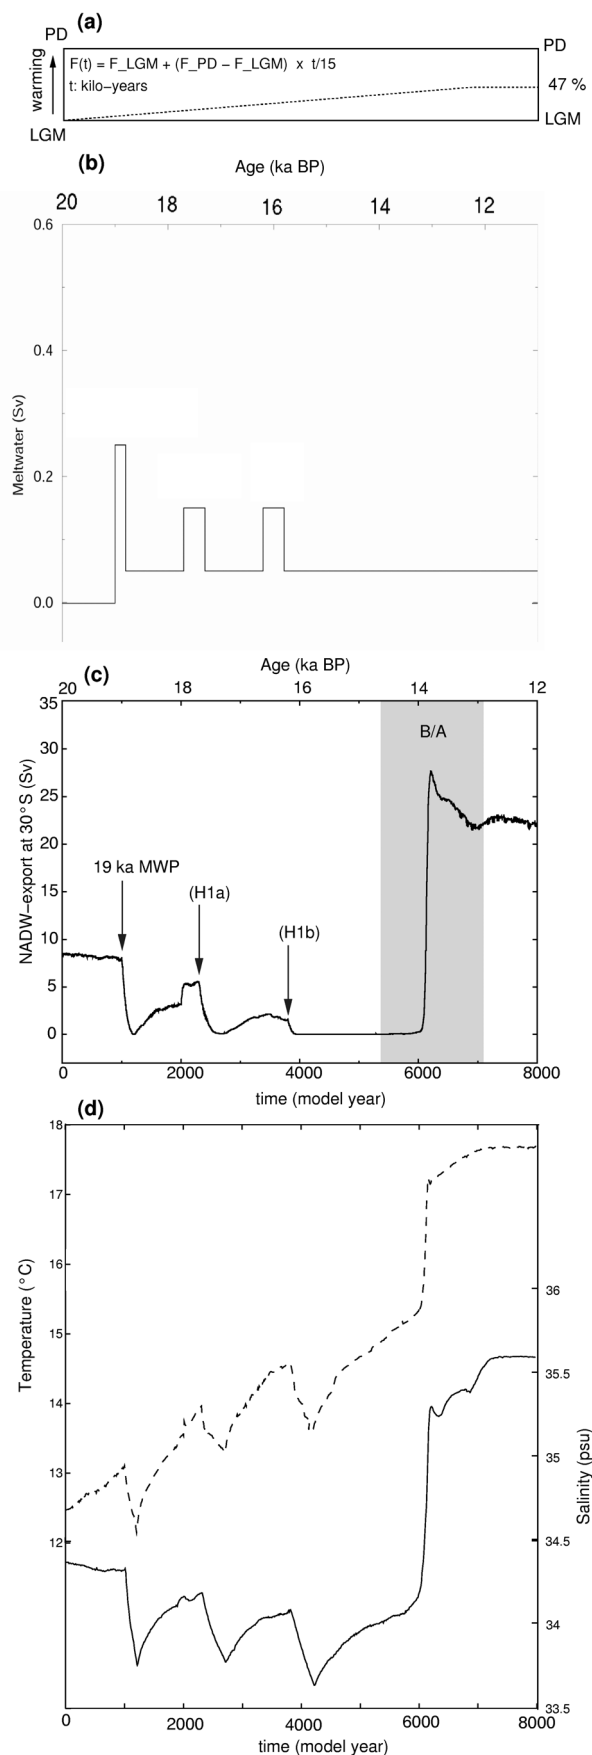 (a)
PD
PD
F(t) = F_LGM + (F_PD − F_LGM) x t/15
t: kilo−years
warming
47 %
LGM
LGM
(b)
Age (ka BP)
20 18 16 14 12
0.6
0.4
0.2
0.0
Meltwater (Sv)
(c)
Age (ka BP)
20 18 16 14 12
35
30
25
20
15
10
5
0
NADW−export at 30°S (Sv)
B/A
19 ka MWP
(H1a)
(H1b)
0 2000 4000 6000 8000
time (model year)
(d)
18
17
16
15
14
13
12
Temperature (°C)
36
35.5
35
34.5
34
33.5
Salinity (psu)
0 2000 4000 6000 8000
time (model year)